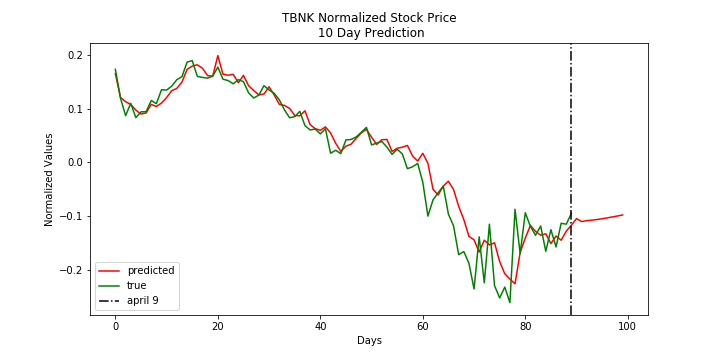 TBNK Normalized Stock Price
10 Day Prediction
0.2
0.1
0.0
−0.1
−0.2
Normalized Values
predicted
true
april 9
0
20
40
60
80
100
Days